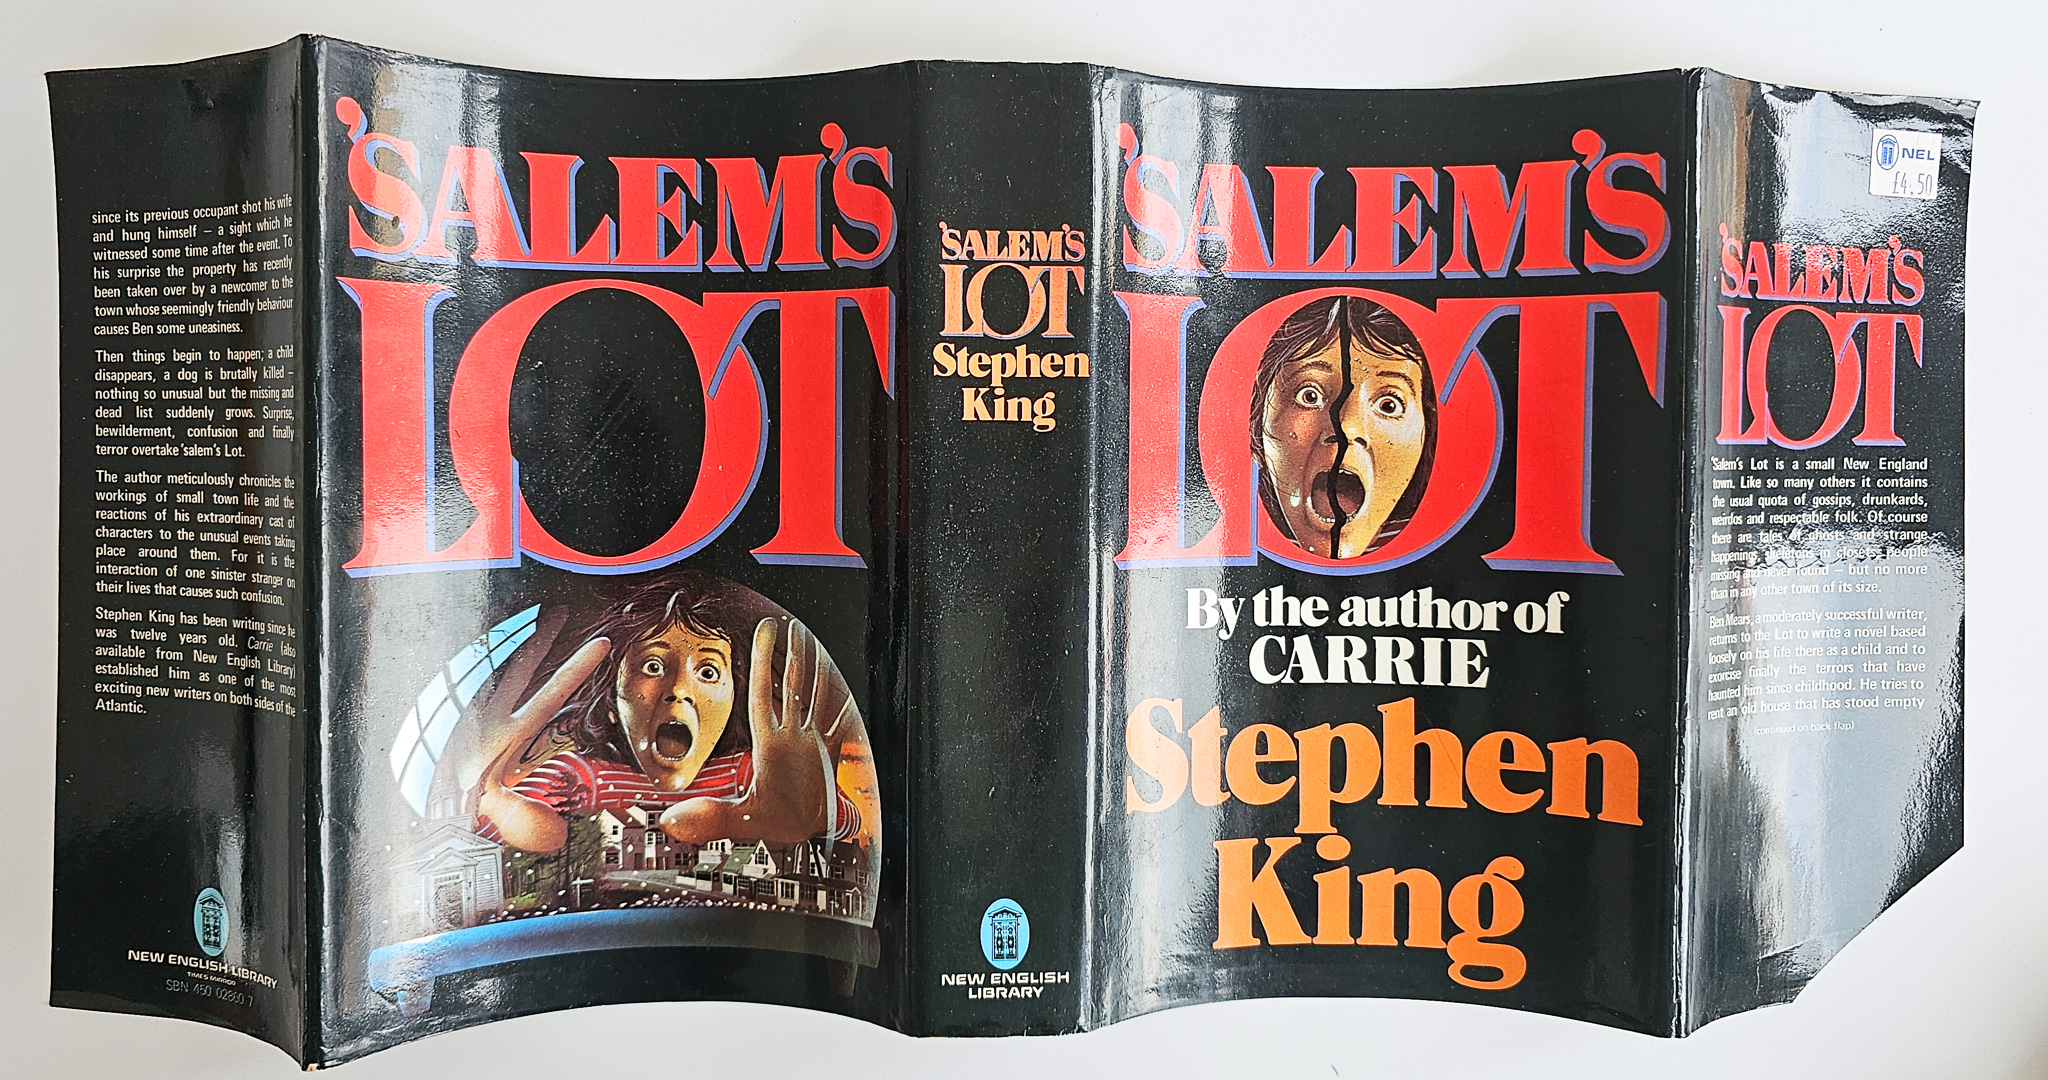 since its previous occupant shot his wife
and hung himself – a sight which he
witnessed some time after the event. To
his surprise the property has recently
been taken over by a newcomer to the
town whose seemingly friendly behaviour
causes Ben some uneasiness.
Then things begin to happen; a child
disappears, a dog is brutally killed –
nothing so unusual but the missing and
dead list suddenly grows. Surprise,
bewilderment, confusion and finally
terror overtake 'salem's Lot.
The author meticulously chronicles the
workings of small town life and the
reactions of his extraordinary cast of
characters to the unusual events taking
place around them. For it is the
interaction of one sinister stranger on
their lives that causes such confusion.
Stephen King has been writing since he
was twelve years old. Carrie (also
available from New English Library)
established him as one of the most
exciting new writers on both sides of the
Atlantic.
NEW ENGLISH LIBRARY
TIMES MIRROR
SBN 450 02860 7
'SALEM'S
LOT
'SALEM'S
LOT
Stephen
King
NEW ENGLISH
LIBRARY
'SALEM'S
LOT
By the author of
CARRIE
Stephen
King
NEL
£4.50
'SALEM'S
LOT
'Salem's Lot is a small New England
town. Like so many others it contains
the usual quota of gossips, drunkards,
weirdos and respectable folk. Of course
there are tales of ghosts and strange
happenings, skeletons in closets, people
missing and never found – but no more
than in any other town of its size.
Ben Mears, a moderately successful writer,
returns to the Lot to write a novel based
loosely on his life there as a child and to
exorcise finally the terrors that have
haunted him since childhood. He tries to
rent an old house that has stood empty
(continued on back flap)